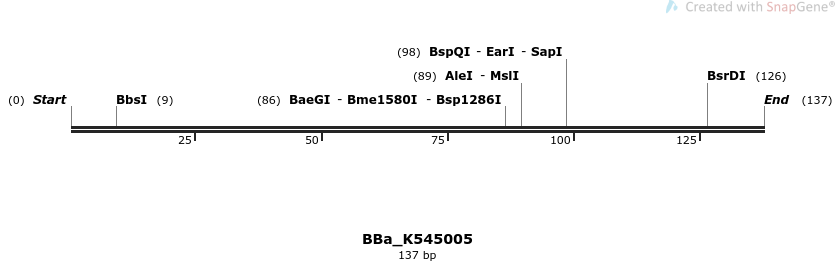 Created with SnapGene®
(98) BspQI - EarI - SapI
(89) AleI - MslI
BsrDI (126)
(0) Start
BbsI (9)
(86) BaeGI - Bme1580I - Bsp1286I
End (137)
25 50 75 100 125
BBa_K545005
137 bp